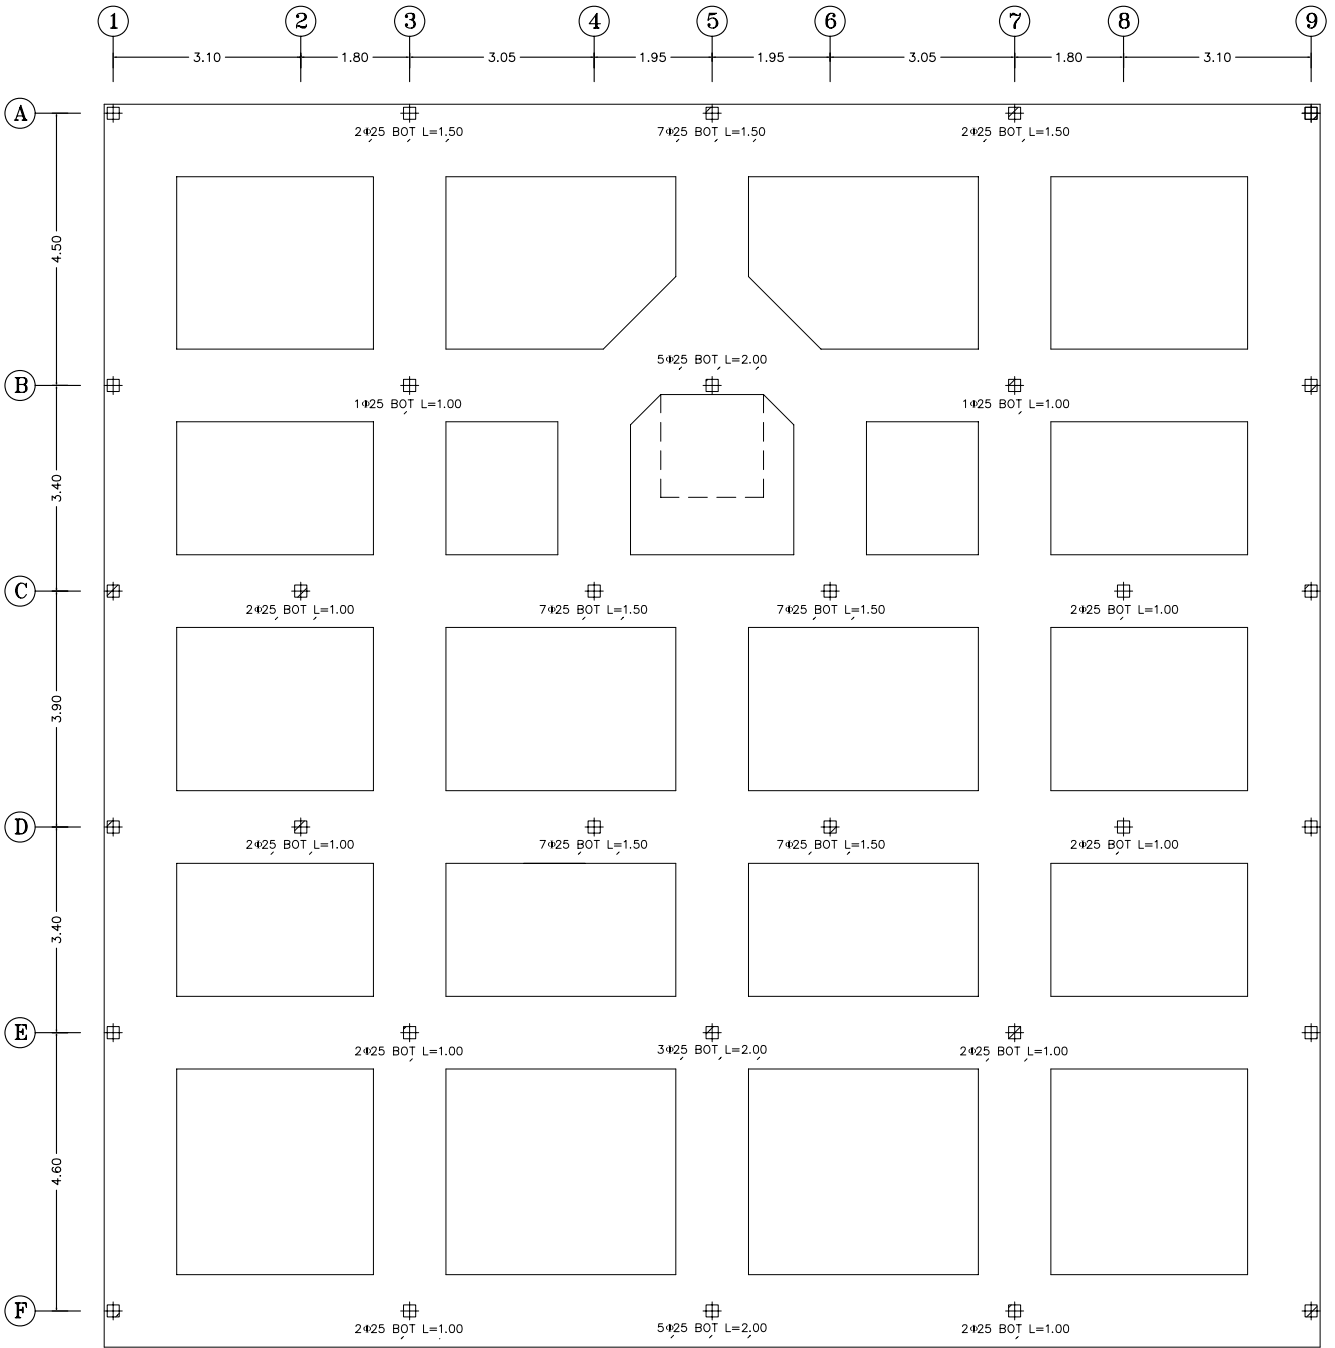 1 2 3 4 5 6 7 8 9
3.10 1.80 3.05 1.95 1.95 3.05 1.80 3.10
A
2Φ25 BOT L=1.50 7Φ25 BOT L=1.50 2Φ25 BOT L=1.50
4.50
5Φ25 BOT L=2.00
B
1Φ25 BOT L=1.00 1Φ25 BOT L=1.00
3.40
C
2Φ25 BOT L=1.00 7Φ25 BOT L=1.50 7Φ25 BOT L=1.50 2Φ25 BOT L=1.00
3.90
D
2Φ25 BOT L=1.00 7Φ25 BOT L=1.50 7Φ25 BOT L=1.50 2Φ25 BOT L=1.00
3.40
E
2Φ25 BOT L=1.00 3Φ25 BOT L=2.00 2Φ25 BOT L=1.00
4.60
F
2Φ25 BOT L=1.00 5Φ25 BOT L=2.00 2Φ25 BOT L=1.00